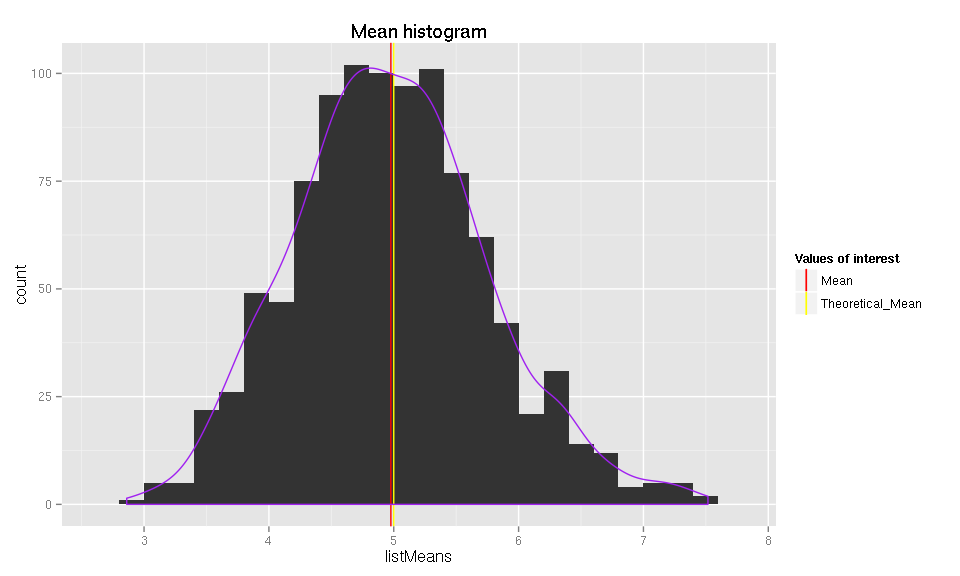 Mean histogram
100
75
50
25
0
count
3 4 5 6 7 8
listMeans
Values of interest
Mean
Theoretical_Mean